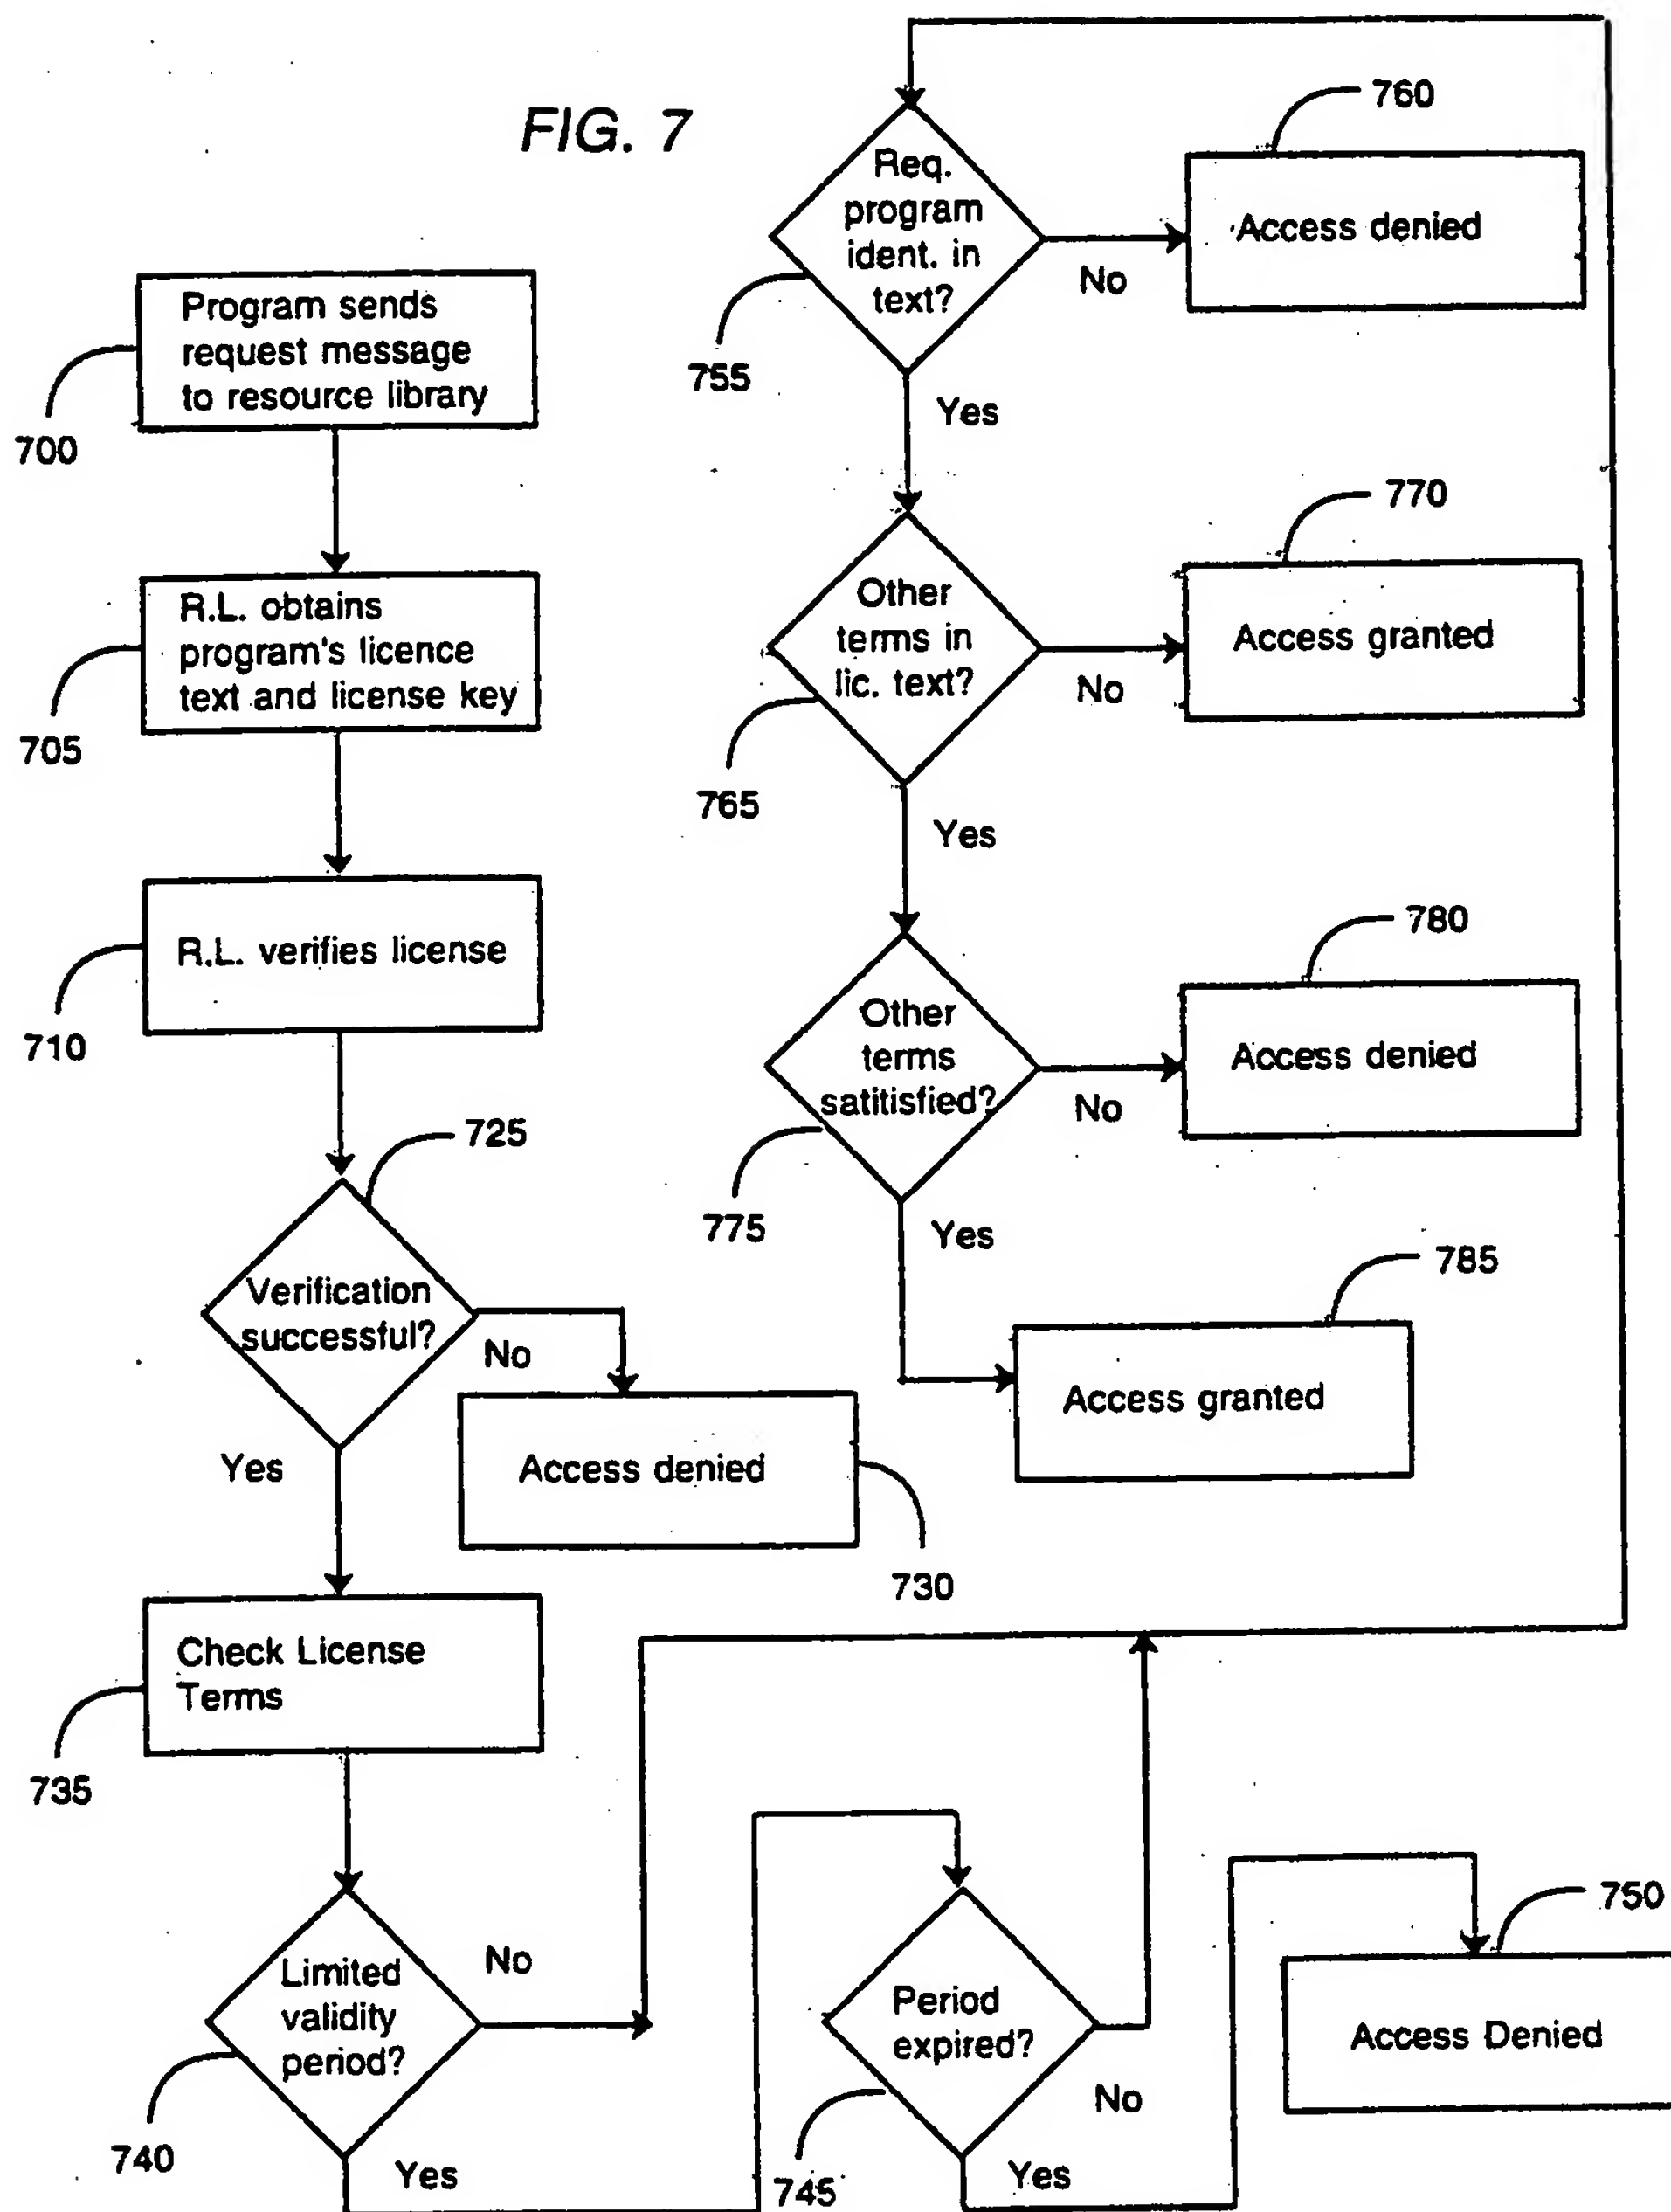 FIG. 7
Program sends
request message
to resource library
700
R.L. obtains
program's licence
text and license key
705
R.L. verifies license
710
725
Verification
successful?
No
Yes
Access denied
730
Check License
Terms
735
Limited
validity
period?
No
740
Yes
Period
expired?
No
745
Yes
750
Access Denied
Req.
program
ident. in
text?
755
No
760
Access denied
Yes
Other
terms in
lic. text?
765
No
770
Access granted
Yes
Other
terms
satitisfied?
775
No
780
Access denied
Yes
785
Access granted